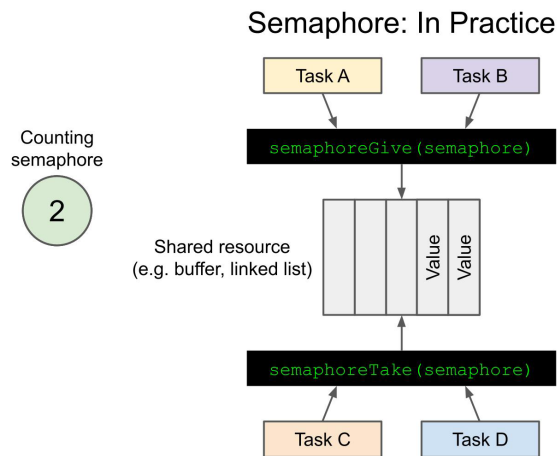 Semaphore: In Practice
Task A
Task B
Counting
semaphore
2
semaphoreGive(semaphore)
Shared resource
(e.g. buffer, linked list)
Value
Value
semaphoreTake(semaphore)
Task C
Task D